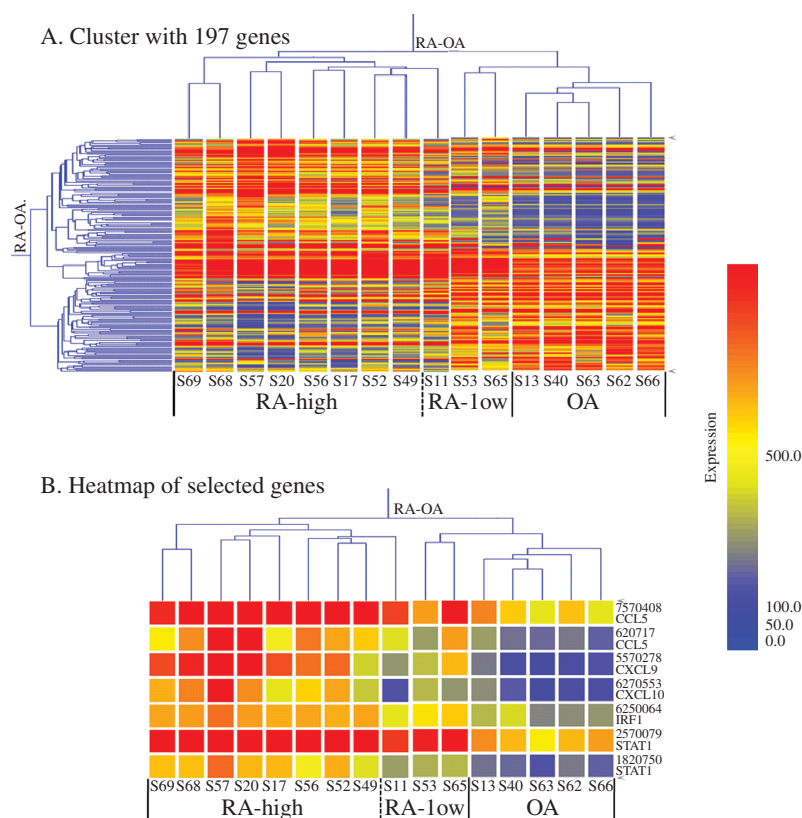 A. Cluster with 197 genes
RA-OA
RA-OA.
S69 S68 S57 S20 S56 S17 S52 S49 S11 S53 S65 S13 S40 S63 S62 S66
RA-high RA-1ow OA
Expression
500.0
100.0
50.0
0.0
B. Heatmap of selected genes
RA-OA
7570408
CCL5
620717
CCL5
5570278
CXCL9
6270553
CXCL10
6250064
IRF1
2570079
STAT1
1820750
STAT1
S69 S68 S57 S20 S17 S56 S52 S49 S11 S53 S65 S13 S40 S63 S62 S66
RA-high RA-1ow OA